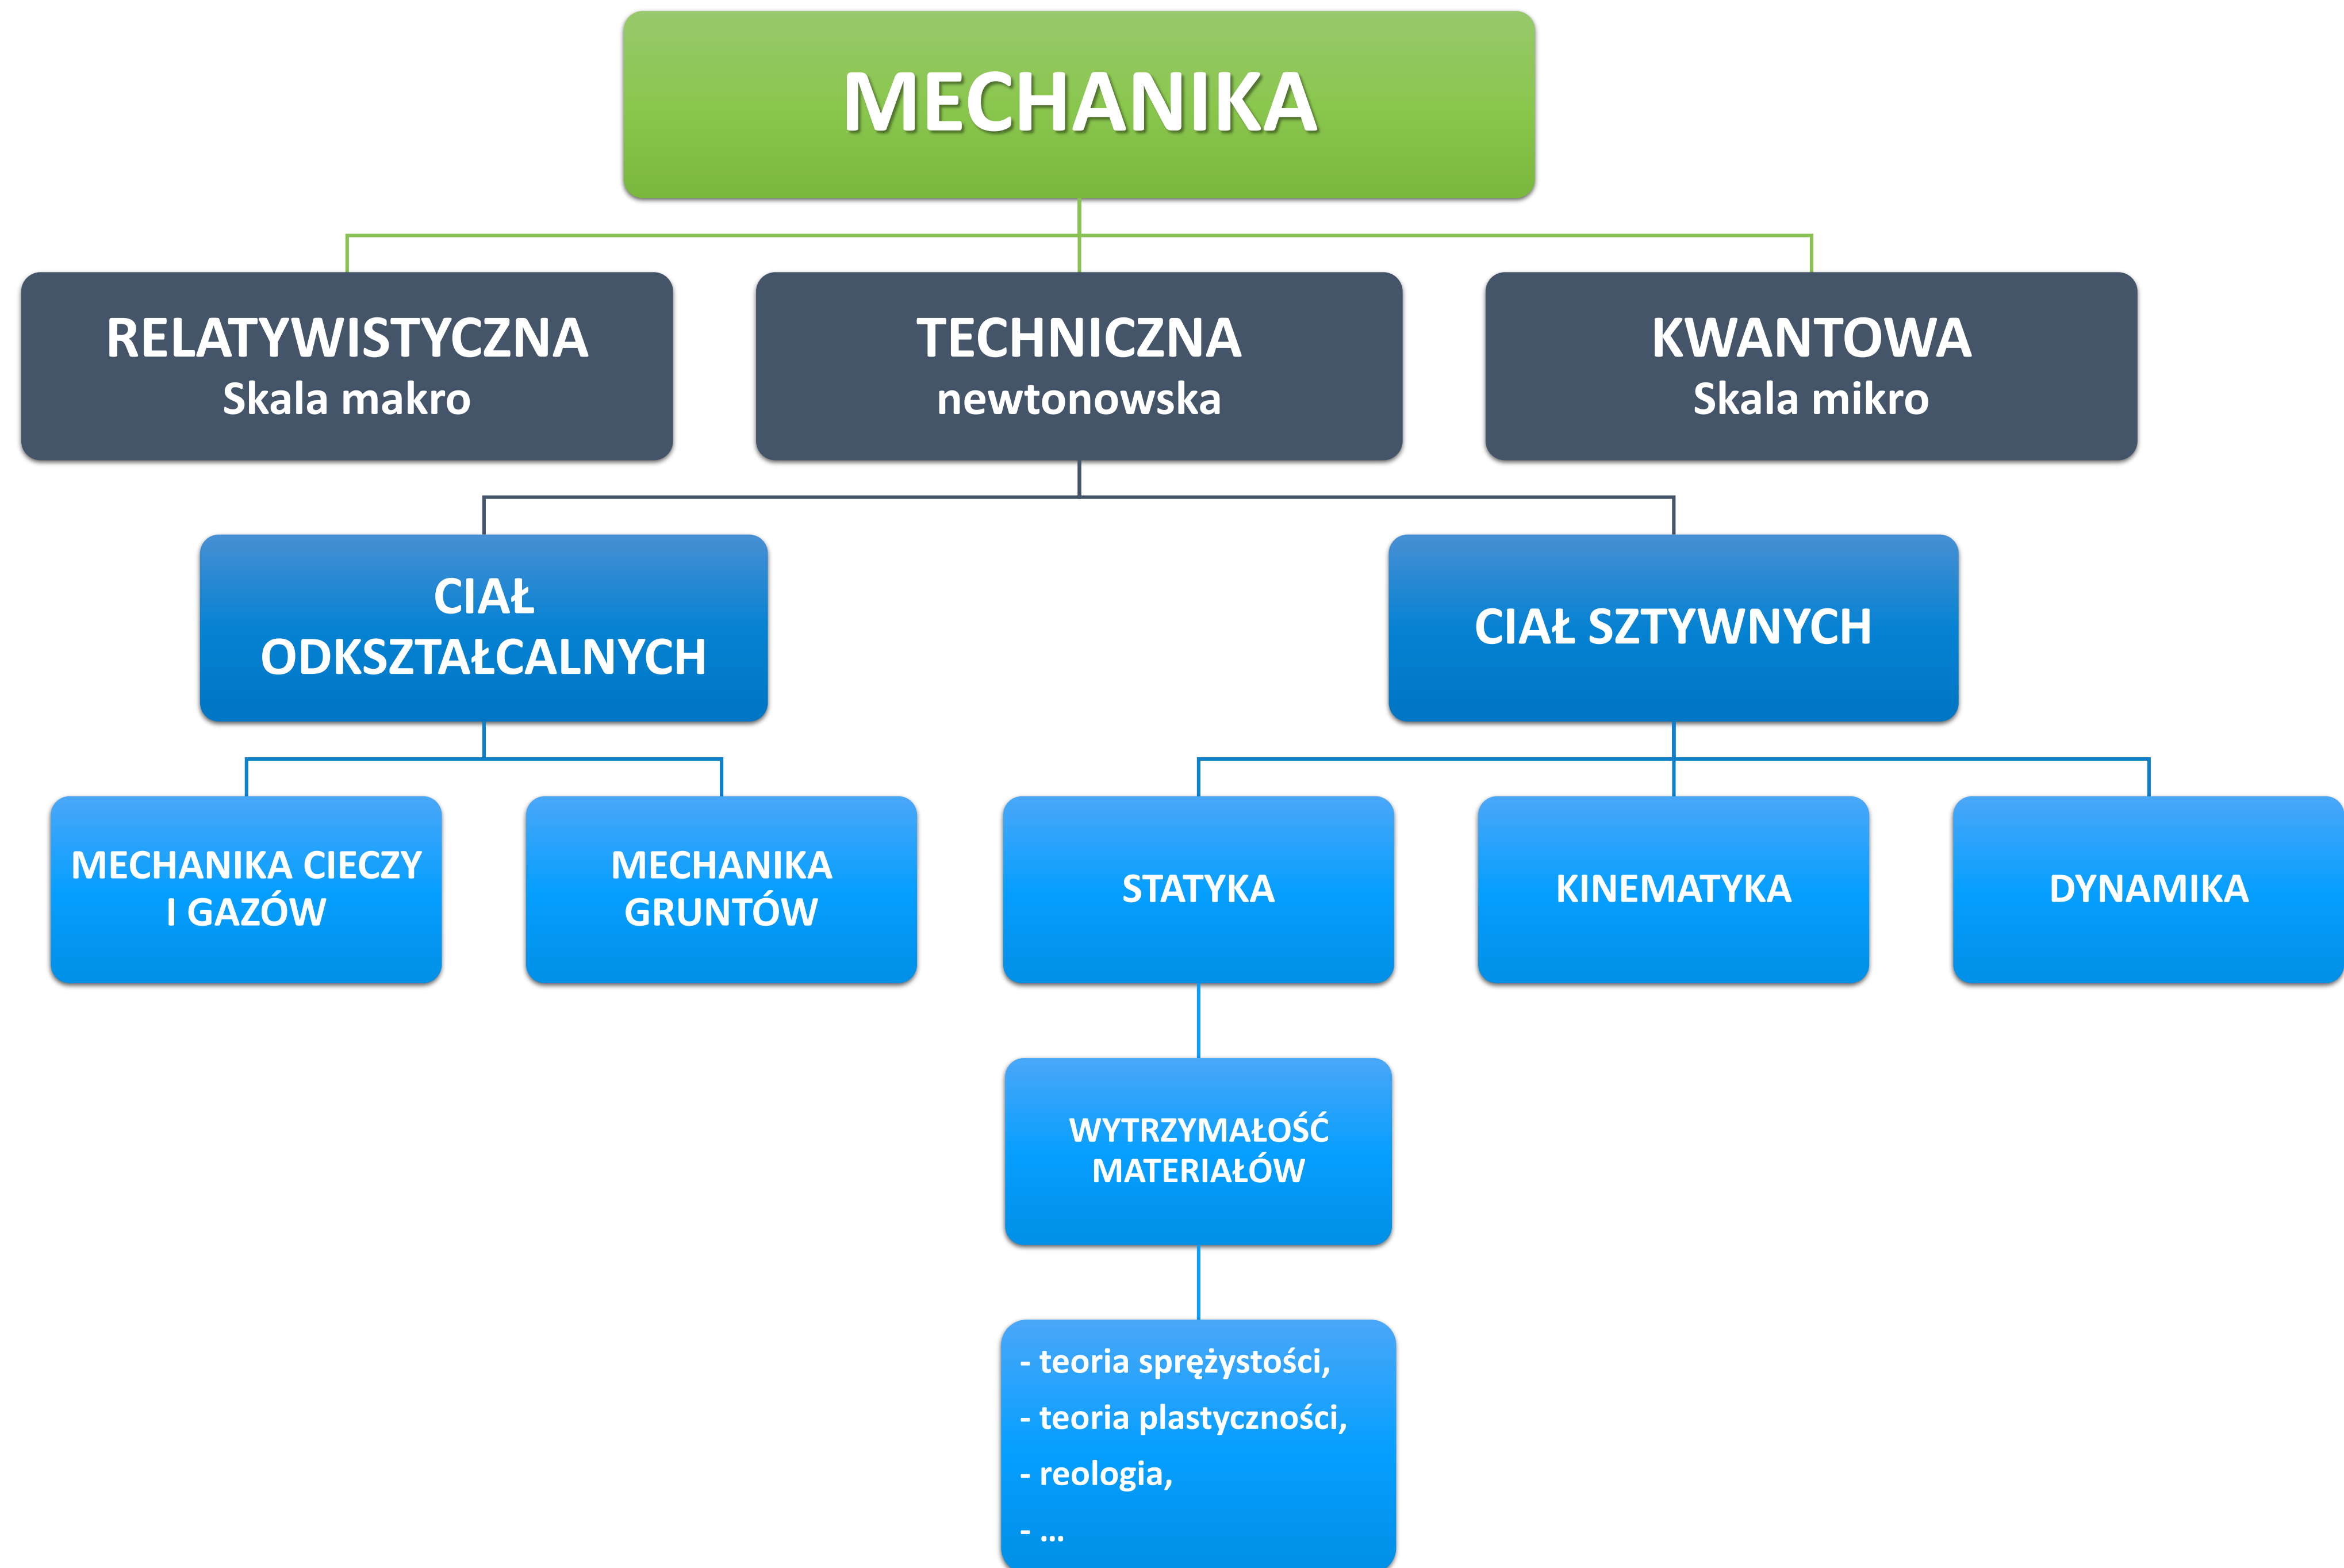 MECHANIKA
RELATYWISTYCZNA
Skala makro
TECHNICZNA
newtonowska
KWANTOWA
Skala mikro
CIAŁ
ODKSZTAŁCALNYCH
CIAŁ SZTYWNYCH
MECHANIKA CIECZY
I GAZÓW
MECHANIKA
GRUNTÓW
STATYKA
KINEMATYKA
DYNAMIKA
WYTRZYMAŁOŚĆ
MATERIAŁÓW
- teoria sprężystości,
- teoria plastyczności,
- reologia,
- ...